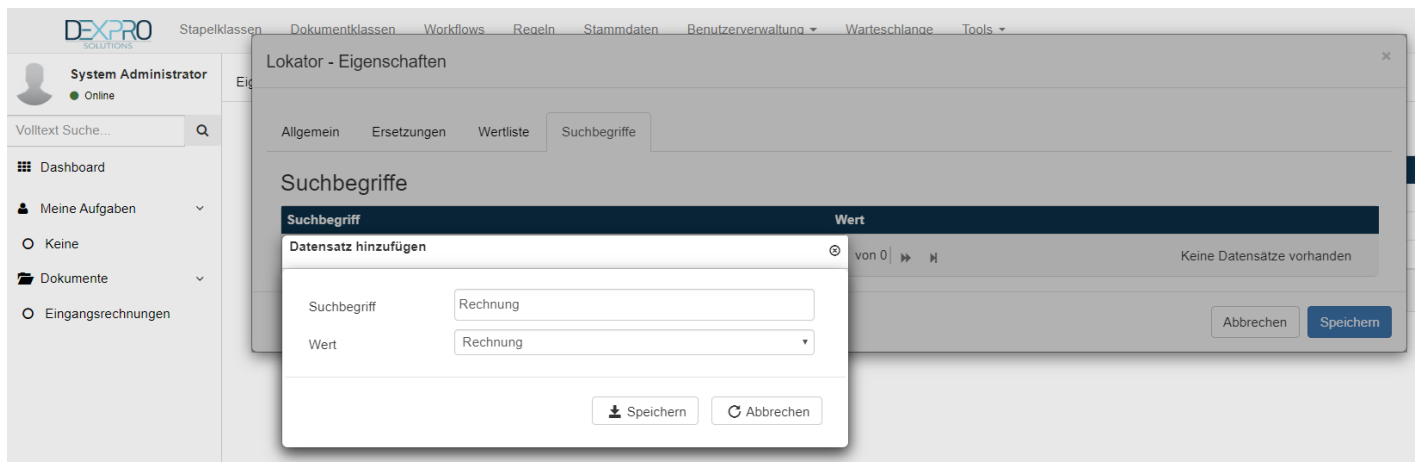 DEXPRO
SOLUTIONS
Stapelklassen Dokumentklassen Workflows Regeln Stammdaten Benutzerverwaltung Warteschlange Tools
System Administrator
Online
Volltext Suche...
Dashboard
Meine Aufgaben
Keine
Dokumente
Eingangsrechnungen
Eig
Lokator - Eigenschaften
Allgemein Ersetzungen Wertliste Suchbegriffe
Suchbegriffe
Suchbegriff Wert
von 0 Keine Datensätze vorhanden
Abbrechen Speichern
Datensatz hinzufügen
Suchbegriff Rechnung
Wert Rechnung
Speichern Abbrechen